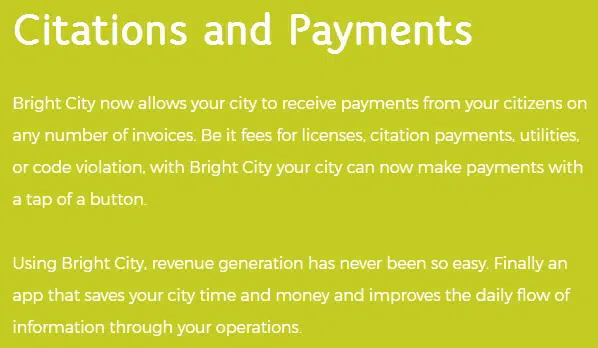 Citations and Payments
Bright City now allows your city to receive payments from your citizens on
any number of invoices. Be it fees for licenses, citation payments, utilities,
or code violation, with Bright City your city can now make payments with
a tap of a button.
Using Bright City, revenue generation has never been so easy. Finally an
app that saves your city time and money and improves the daily flow of
information through your operations.